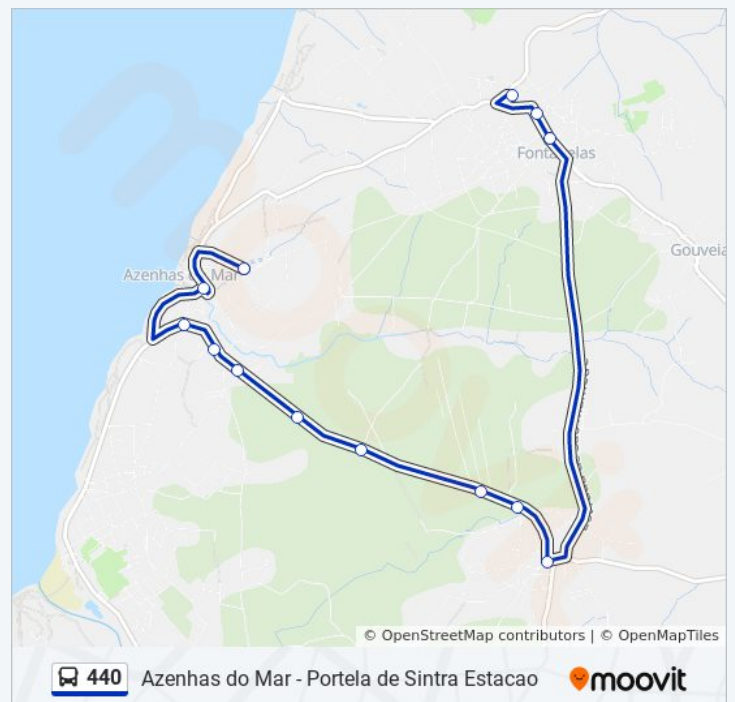 Fontanelas
Gouveia
Azenhas do Mar
© OpenStreetMap contributors | © OpenMapTiles
440 Azenhas do Mar - Portela de Sintra Estacao moovit